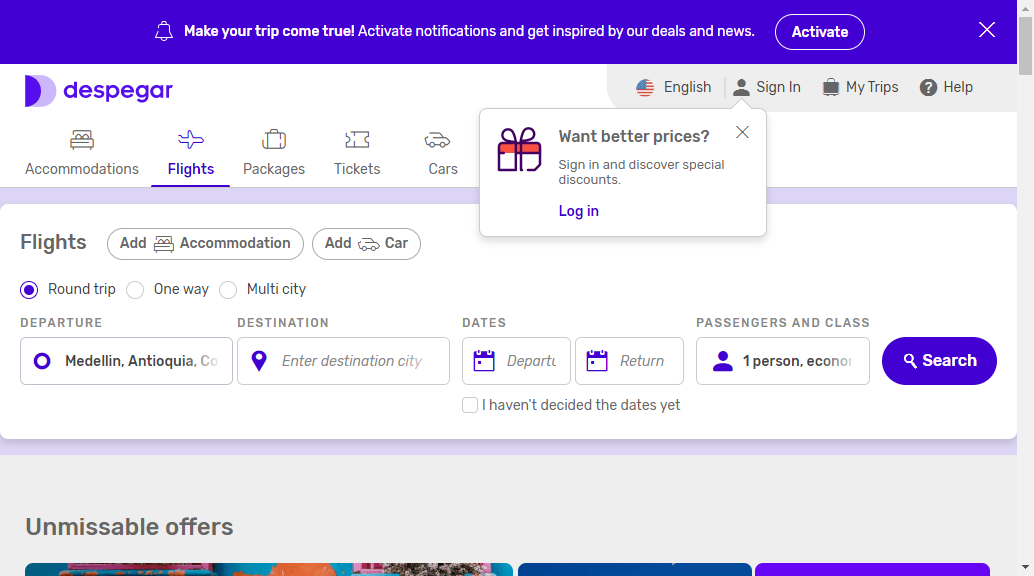 Make your trip come true! Activate notifications and get inspired by our deals and news.
Activate
despegar
English
Sign In
My Trips
Help
Accommodations
Flights
Packages
Tickets
Cars
Want better prices?
Sign in and discover special
discounts.
Log in
Flights
Add Accommodation
Add Car
Round trip
One way
Multi city
DEPARTURE
DESTINATION
DATES
PASSENGERS AND CLASS
Medellin, Antioquia, Co
Enter destination city
Departu
Return
1 person, econor
Search
I haven't decided the dates yet
Unmissable offers